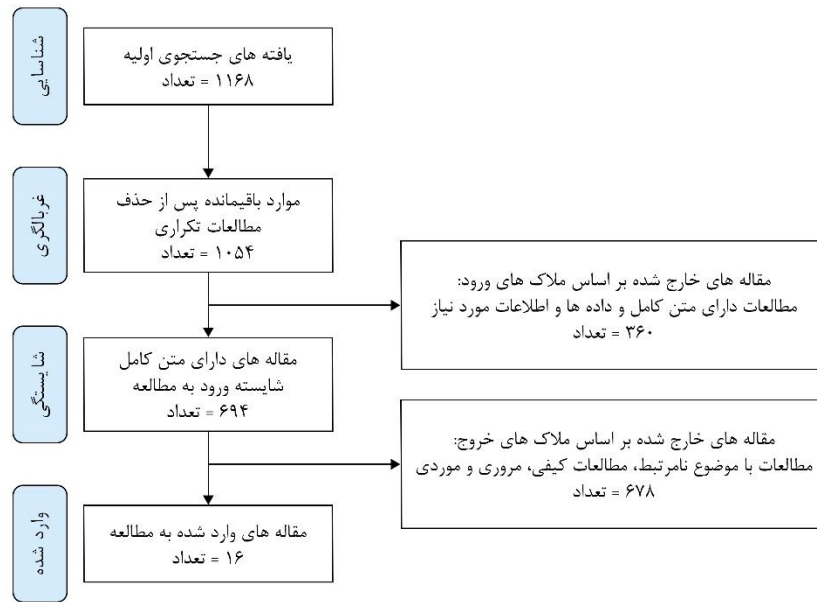 شناسایی
یافته های جستجوی اولیه
۱۱۶۸ = تعداد
غربالگری
موارد باقیمانده پس از حذف
مطالعات تکراری
۱۰۵۴ = تعداد
مقاله های خارج شده بر اساس ملاک های ورود:
مطالعات دارای متن کامل و داده ها و اطلاعات مورد نیاز
۳۶۰ = تعداد
شایستگی
مقاله های دارای متن کامل
شایسته ورود به مطالعه
۶۹۴ = تعداد
مقاله های خارج شده بر اساس ملاک های خروج:
مطالعات با موضوع نامرتبط، مطالعات کیفی، مروری و موردی
۶۷۸ = تعداد
وارد شده
مقاله های وارد شده به مطالعه
۱۶ = تعداد